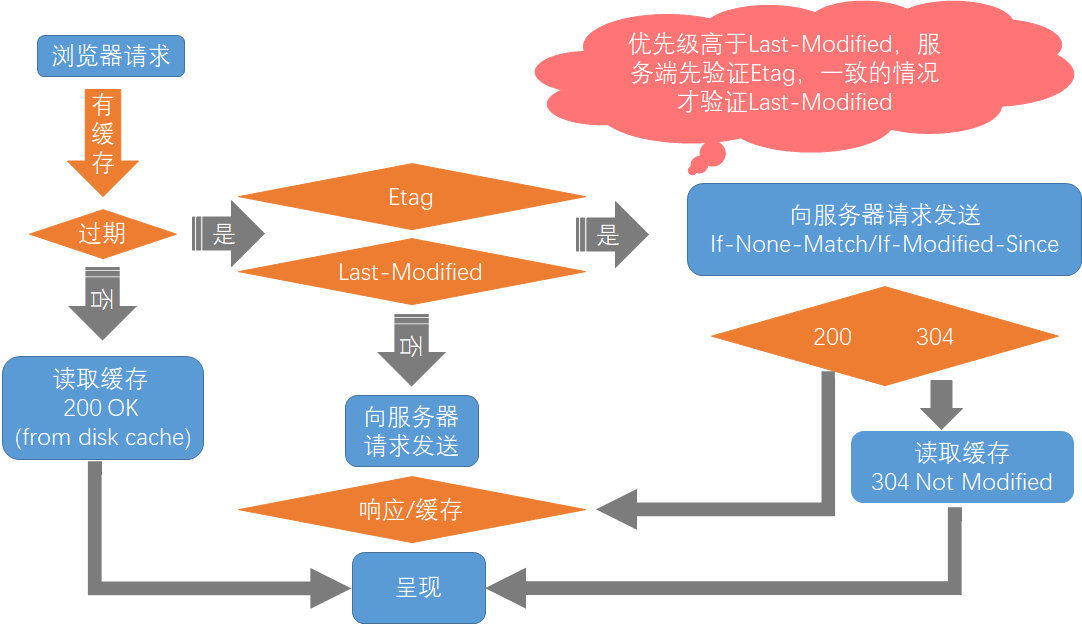 浏览器请求
有缓存
过期
是
否
Etag
Last-Modified
是
否
优先级高于Last-Modified，服
务端先验证Etag，一致的情况
才验证Last-Modified
向服务器请求发送
If-None-Match/If-Modified-Since
200
304
读取缓存
200 OK
(from disk cache)
向服务器
请求发送
读取缓存
304 Not Modified
响应/缓存
呈现